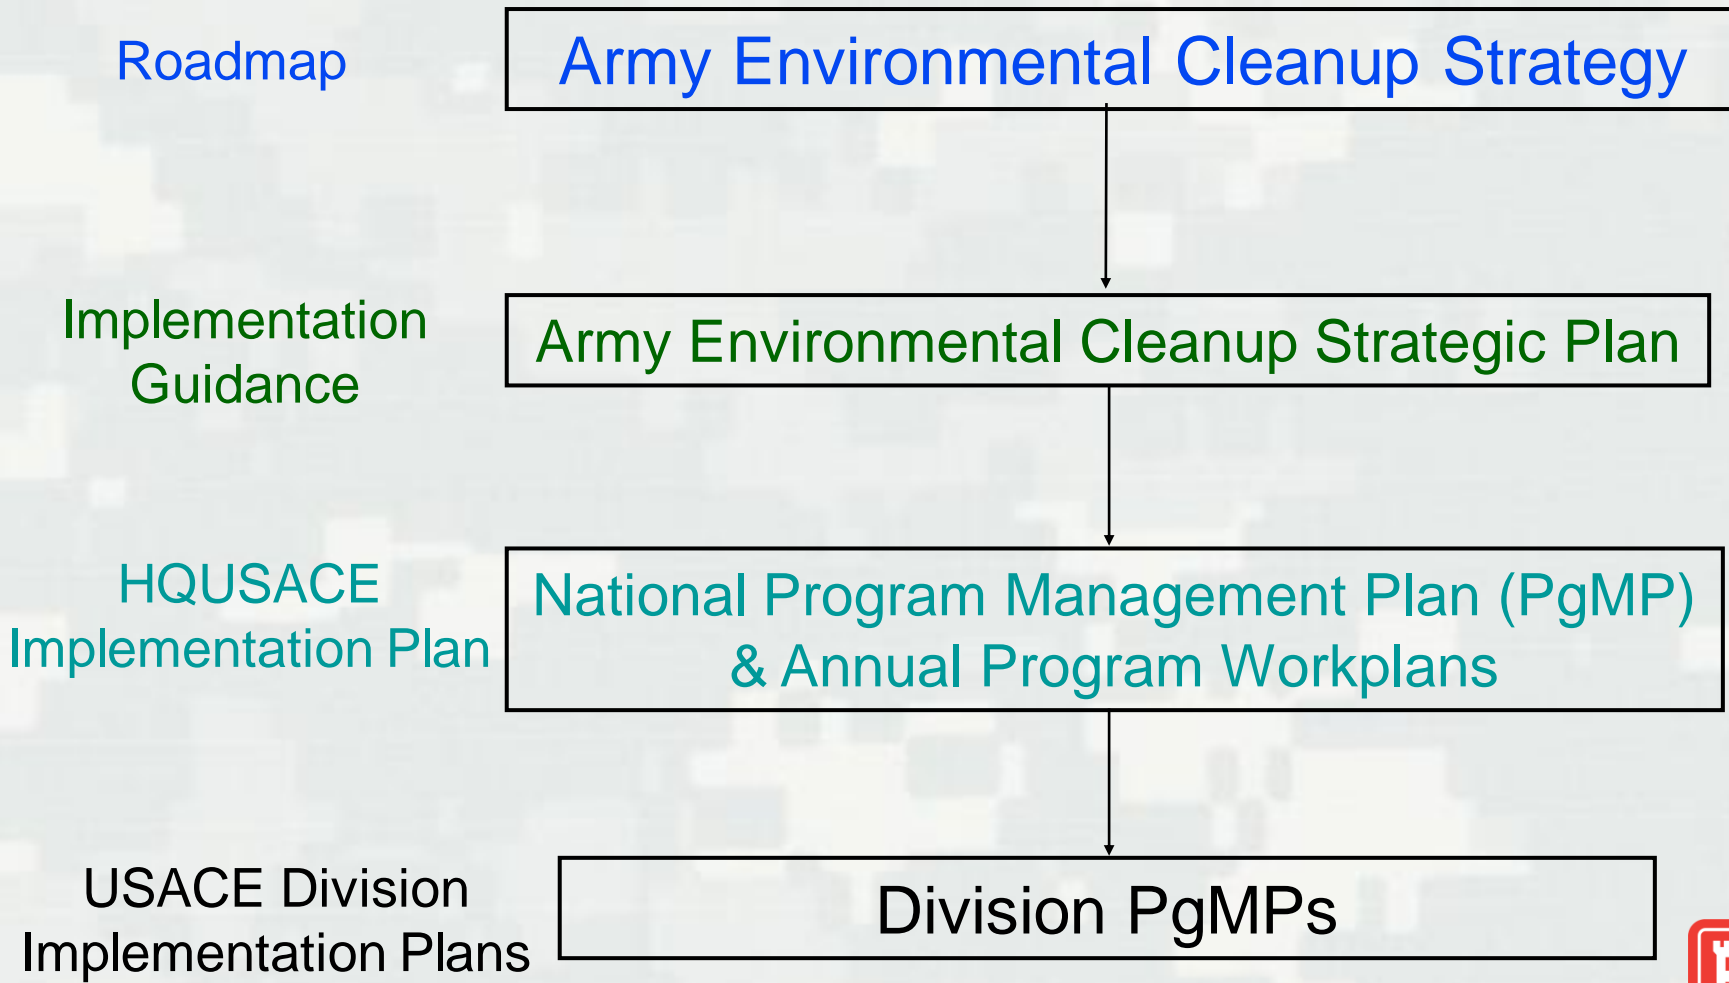 Roadmap
Army Environmental Cleanup Strategy
Implementation
Guidance
Army Environmental Cleanup Strategic Plan
HQUSACE
Implementation Plan
National Program Management Plan (PgMP)
& Annual Program Workplans
USACE Division
Implementation Plans
Division PgMPs